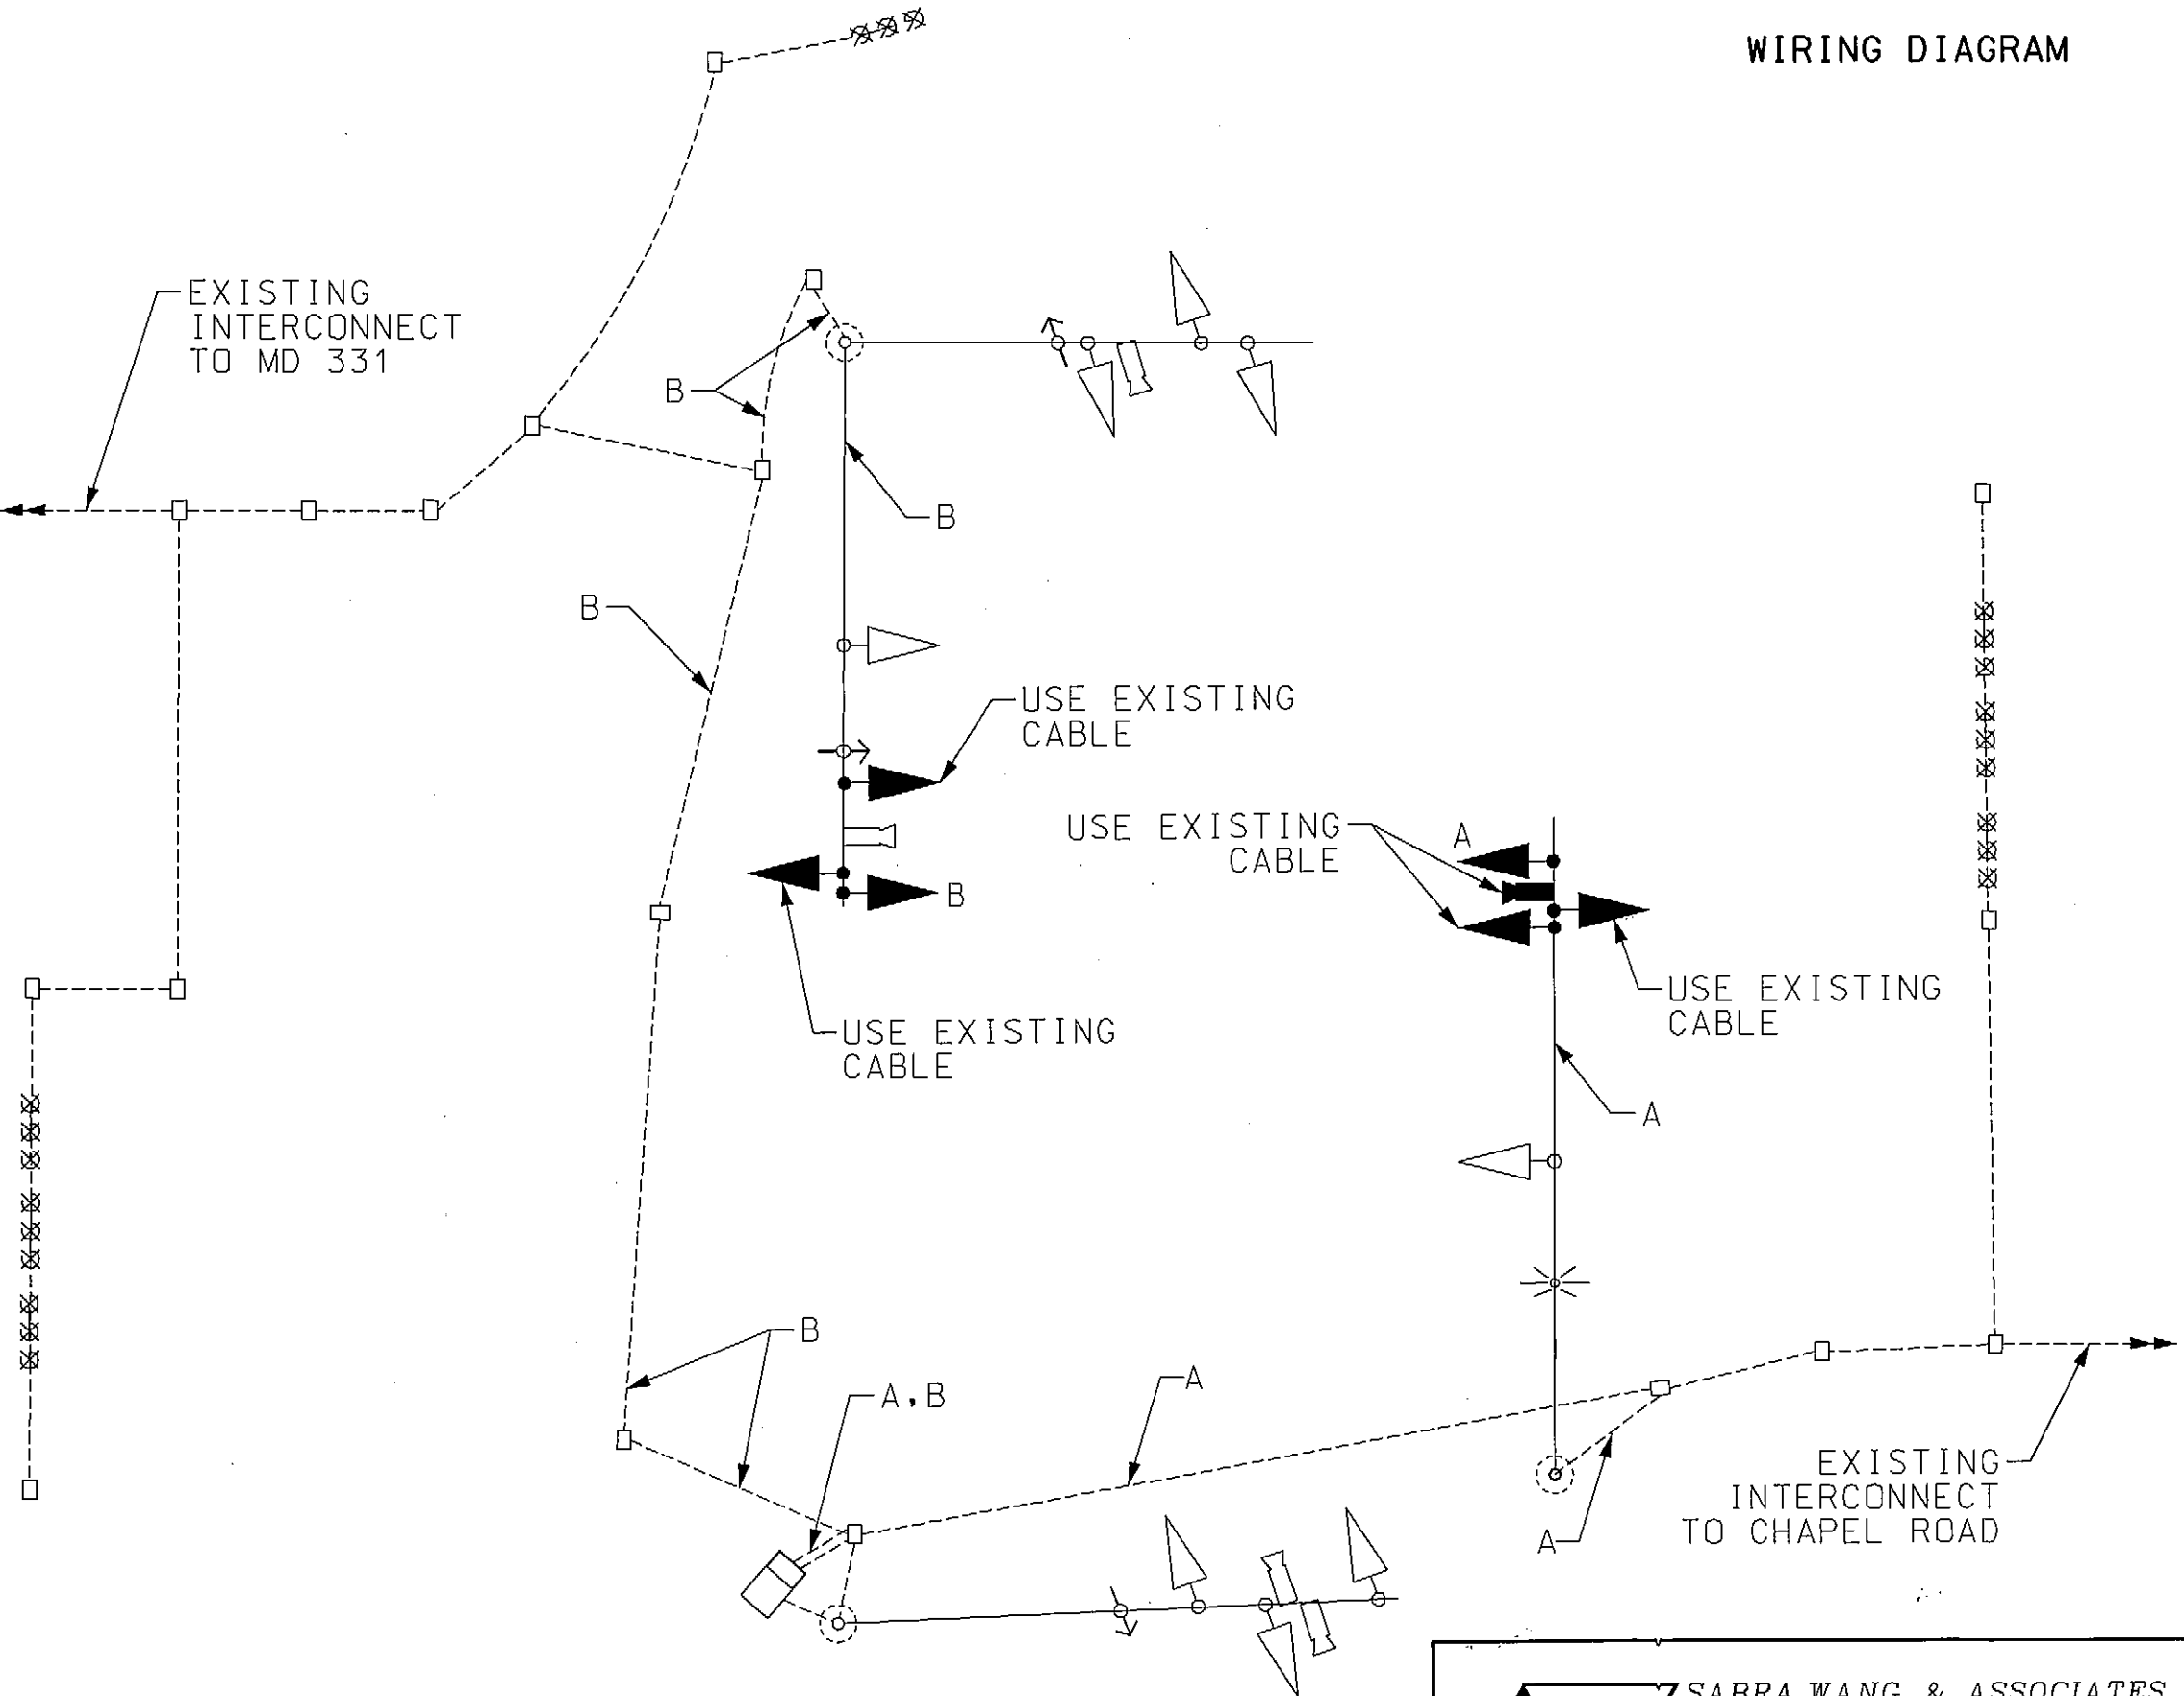 WIRING DIAGRAM
EXISTING
INTERCONNECT
TO MD 331
B
B
B
USE EXISTING
CABLE
USE EXISTING
CABLE
A
B
USE EXISTING
CABLE
USE EXISTING
CABLE
A
B
A
A,B
EXISTING
INTERCONNECT
TO CHAPEL ROAD
A
SABRA WANG & ASSOCIATES